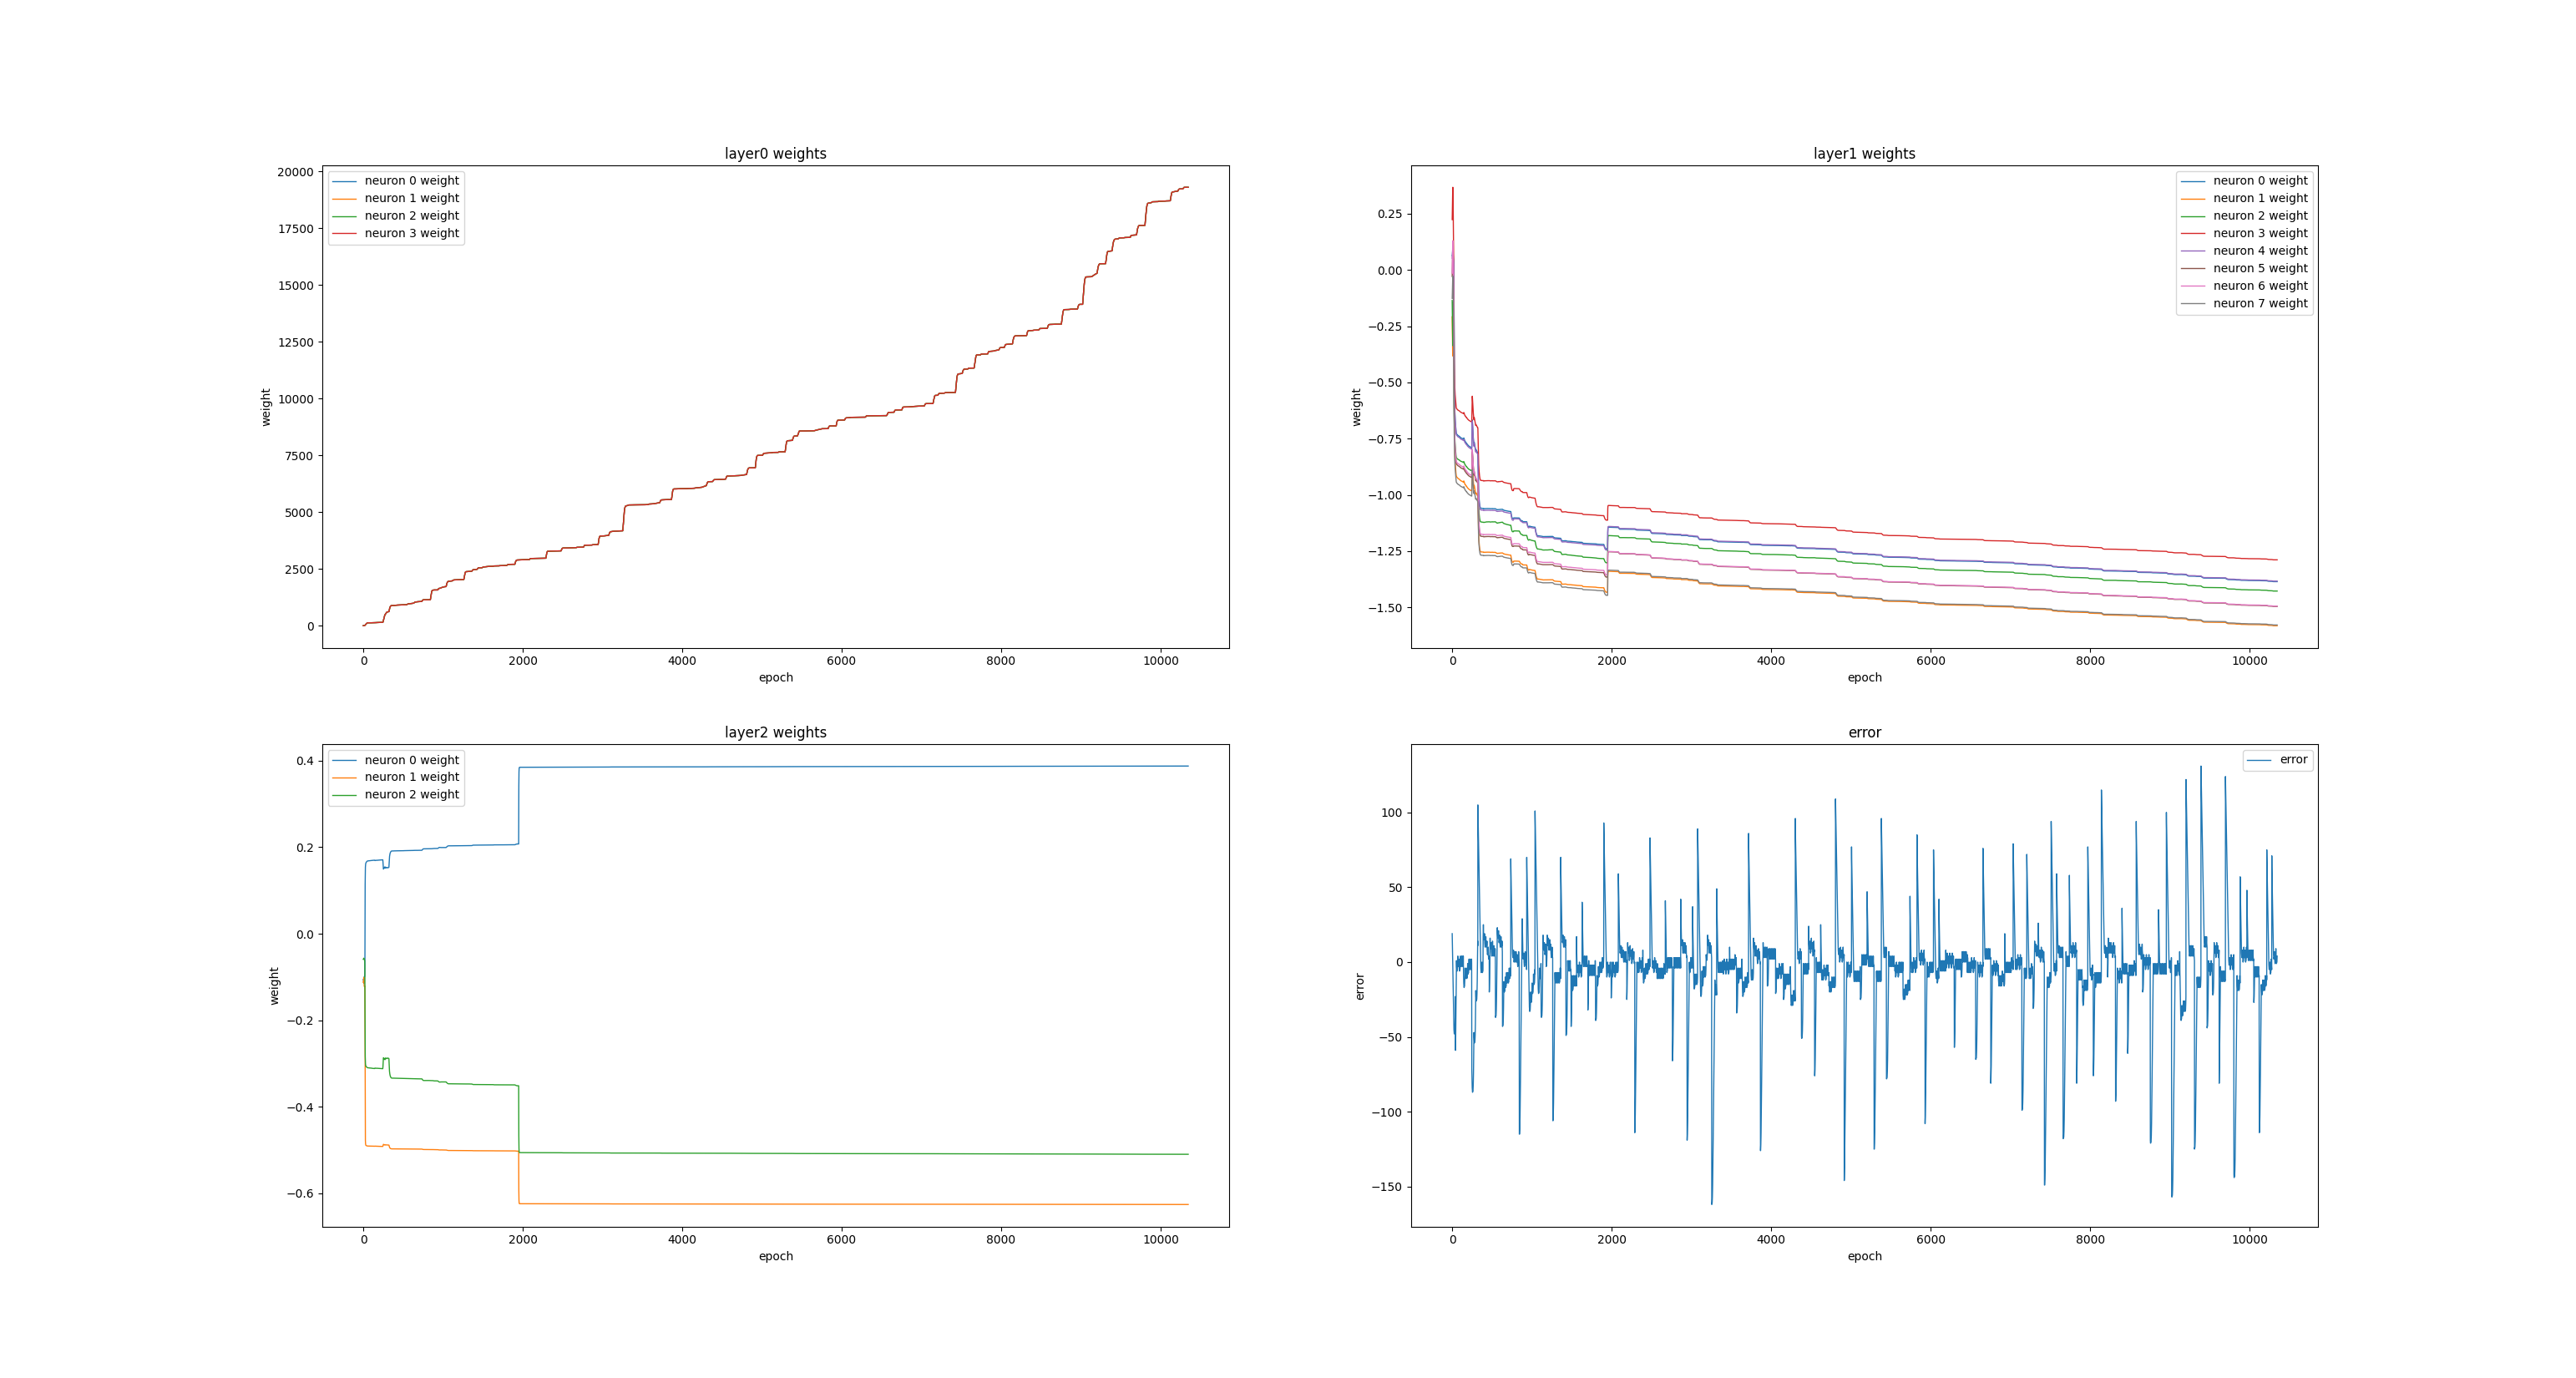 layer0 weights
neuron 0 weight
neuron 1 weight
neuron 2 weight
neuron 3 weight
20000
17500
15000
12500
10000
7500
5000
2500
0
weight
0 2000 4000 6000 8000 10000
epoch
layer1 weights
neuron 0 weight
neuron 1 weight
neuron 2 weight
neuron 3 weight
neuron 4 weight
neuron 5 weight
neuron 6 weight
neuron 7 weight
0.25
0.00
−0.25
−0.50
−0.75
−1.00
−1.25
−1.50
weight
0 2000 4000 6000 8000 10000
epoch
layer2 weights
neuron 0 weight
neuron 1 weight
neuron 2 weight
0.4
0.2
0.0
−0.2
−0.4
−0.6
weight
0 2000 4000 6000 8000 10000
epoch
error
error
100
50
0
−50
−100
−150
error
0 2000 4000 6000 8000 10000
epoch